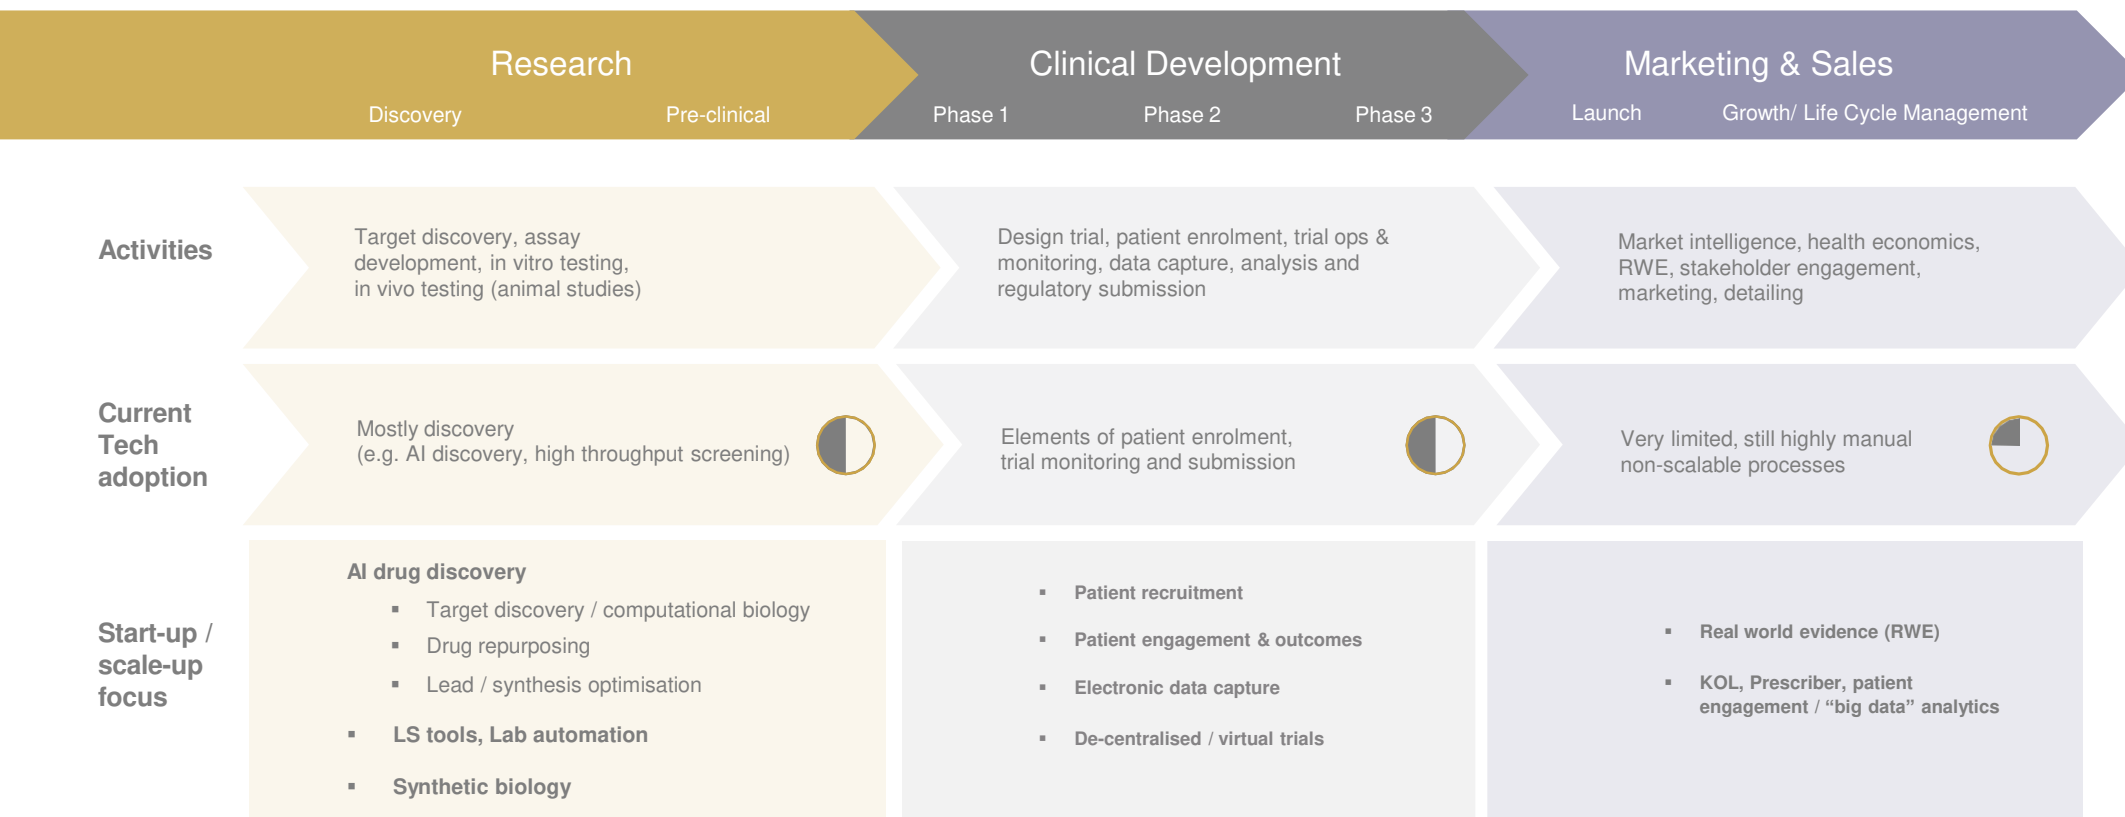 Research
Discovery
Pre-clinical
Clinical Development
Phase 1
Phase 2
Phase 3
Marketing & Sales
Launch
Growth/ Life Cycle Management
Activities
Target discovery, assay
development, in vitro testing,
in vivo testing (animal studies)
Design trial, patient enrolment, trial ops &
monitoring, data capture, analysis and
regulatory submission
Market intelligence, health economics,
RWE, stakeholder engagement,
marketing, detailing
Current
Tech
adoption
Mostly discovery
(e.g. AI discovery, high throughput screening)
Elements of patient enrolment,
trial monitoring and submission
Very limited, still highly manual
non-scalable processes
Start-up /
scale-up
focus
AI drug discovery
▪ Target discovery / computational biology
▪ Drug repurposing
▪ Lead / synthesis optimisation
▪ LS tools, Lab automation
▪ Synthetic biology
▪ Patient recruitment
▪ Patient engagement & outcomes
▪ Electronic data capture
▪ De-centralised / virtual trials
▪ Real world evidence (RWE)
▪ KOL, Prescriber, patient
engagement / “big data” analytics